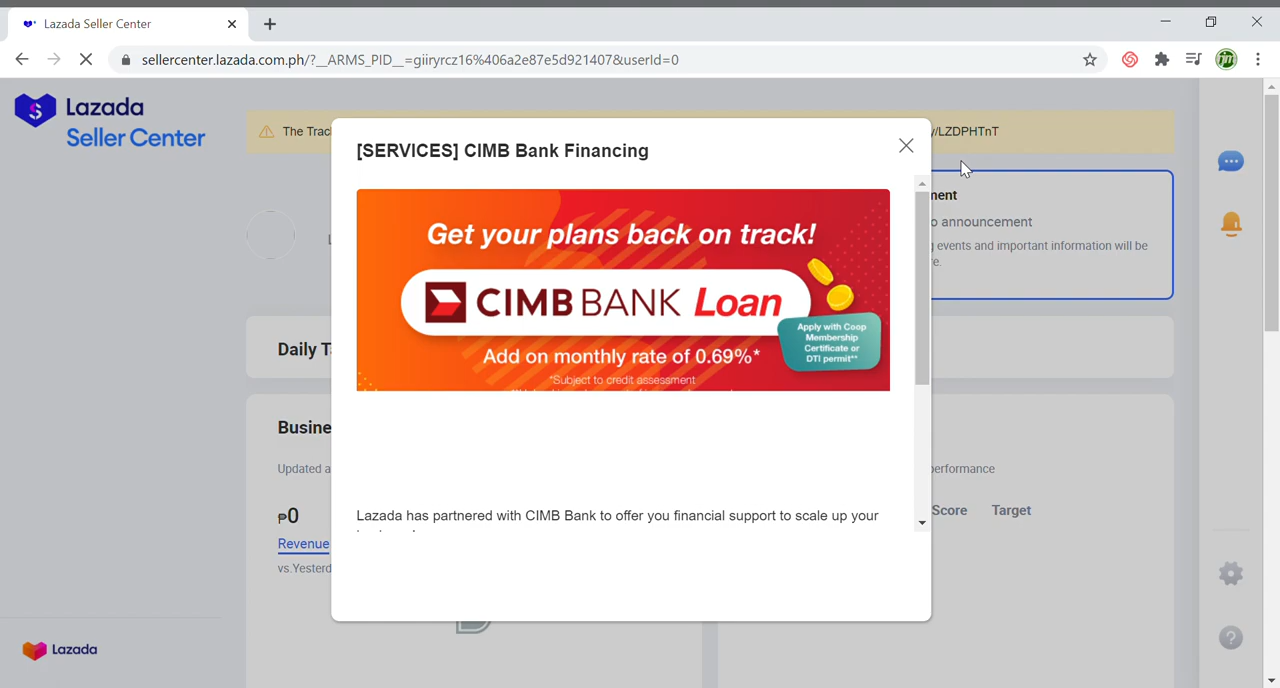 Lazada Seller Center
sellercenter.lazada.com.ph/?__ARMS_PID__=giiryrcz16%406a2e87e5d921407&userId=0
Lazada
Seller Center
The Trac
y/LZDPHTnT
[SERVICES] CIMB Bank Financing
Get your plans back on track!
CIMB BANK Loan
Apply with Coop
Membership
Certificate or
DTI permit**
Add on monthly rate of 0.69%*
*Subject to credit assessment
Lazada has partnered with CIMB Bank to offer you financial support to scale up your
ment
o announcement
g events and important information will be
re.
Daily T
Busine
Updated a
performance
₱0
Score Target
Revenue
vs.Yesterd
Lazada